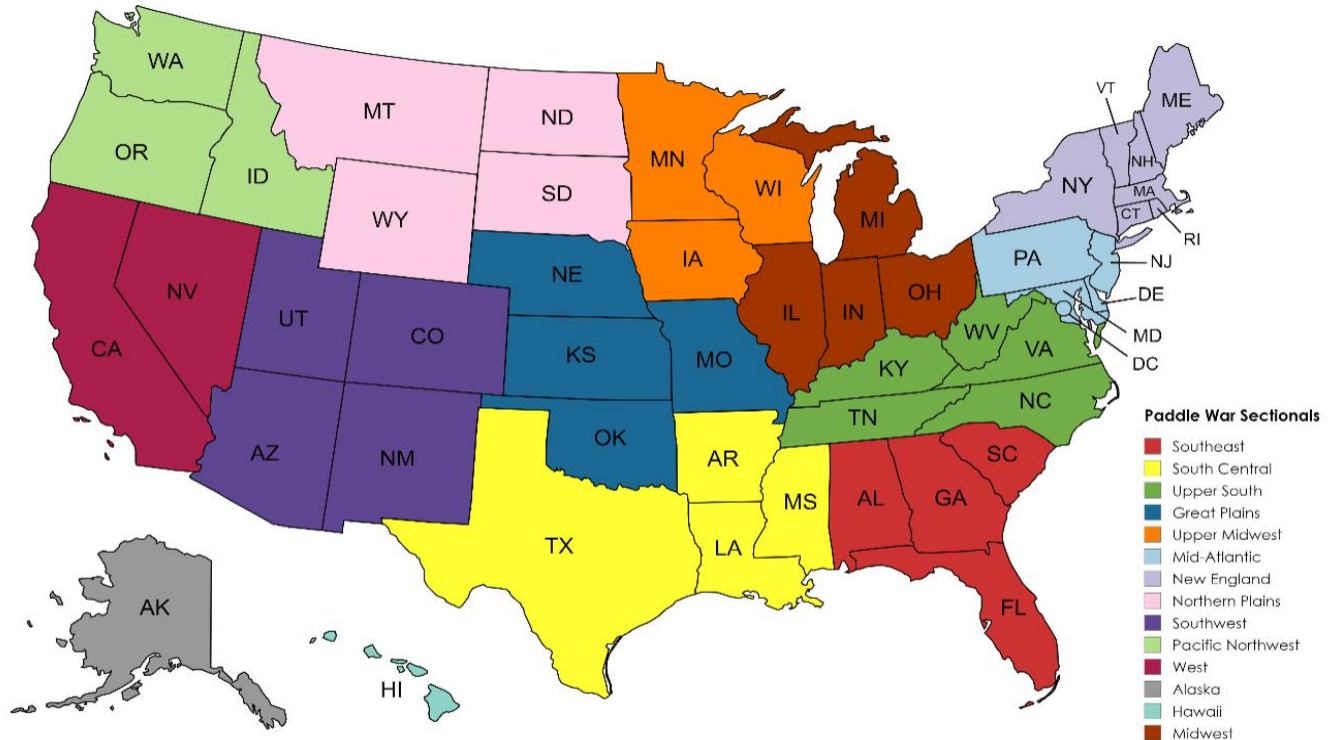 WA
MT
ND
MN
VT
ME
OR
ID
SD
WI
NH
WY
MI
NY
MA
CT
RI
IA
PA
NJ
NE
OH
DE
NV
UT
CO
IL
IN
WV
MD
CA
KS
MO
KY
VA
DC
TN
NC
AZ
NM
OK
AR
SC
MS
AL
GA
TX
LA
FL
AK
HI
Paddle War Sectionals
Southeast
South Central
Upper South
Great Plains
Upper Midwest
Mid-Atlantic
New England
Northern Plains
Southwest
Pacific Northwest
West
Alaska
Hawaii
Midwest